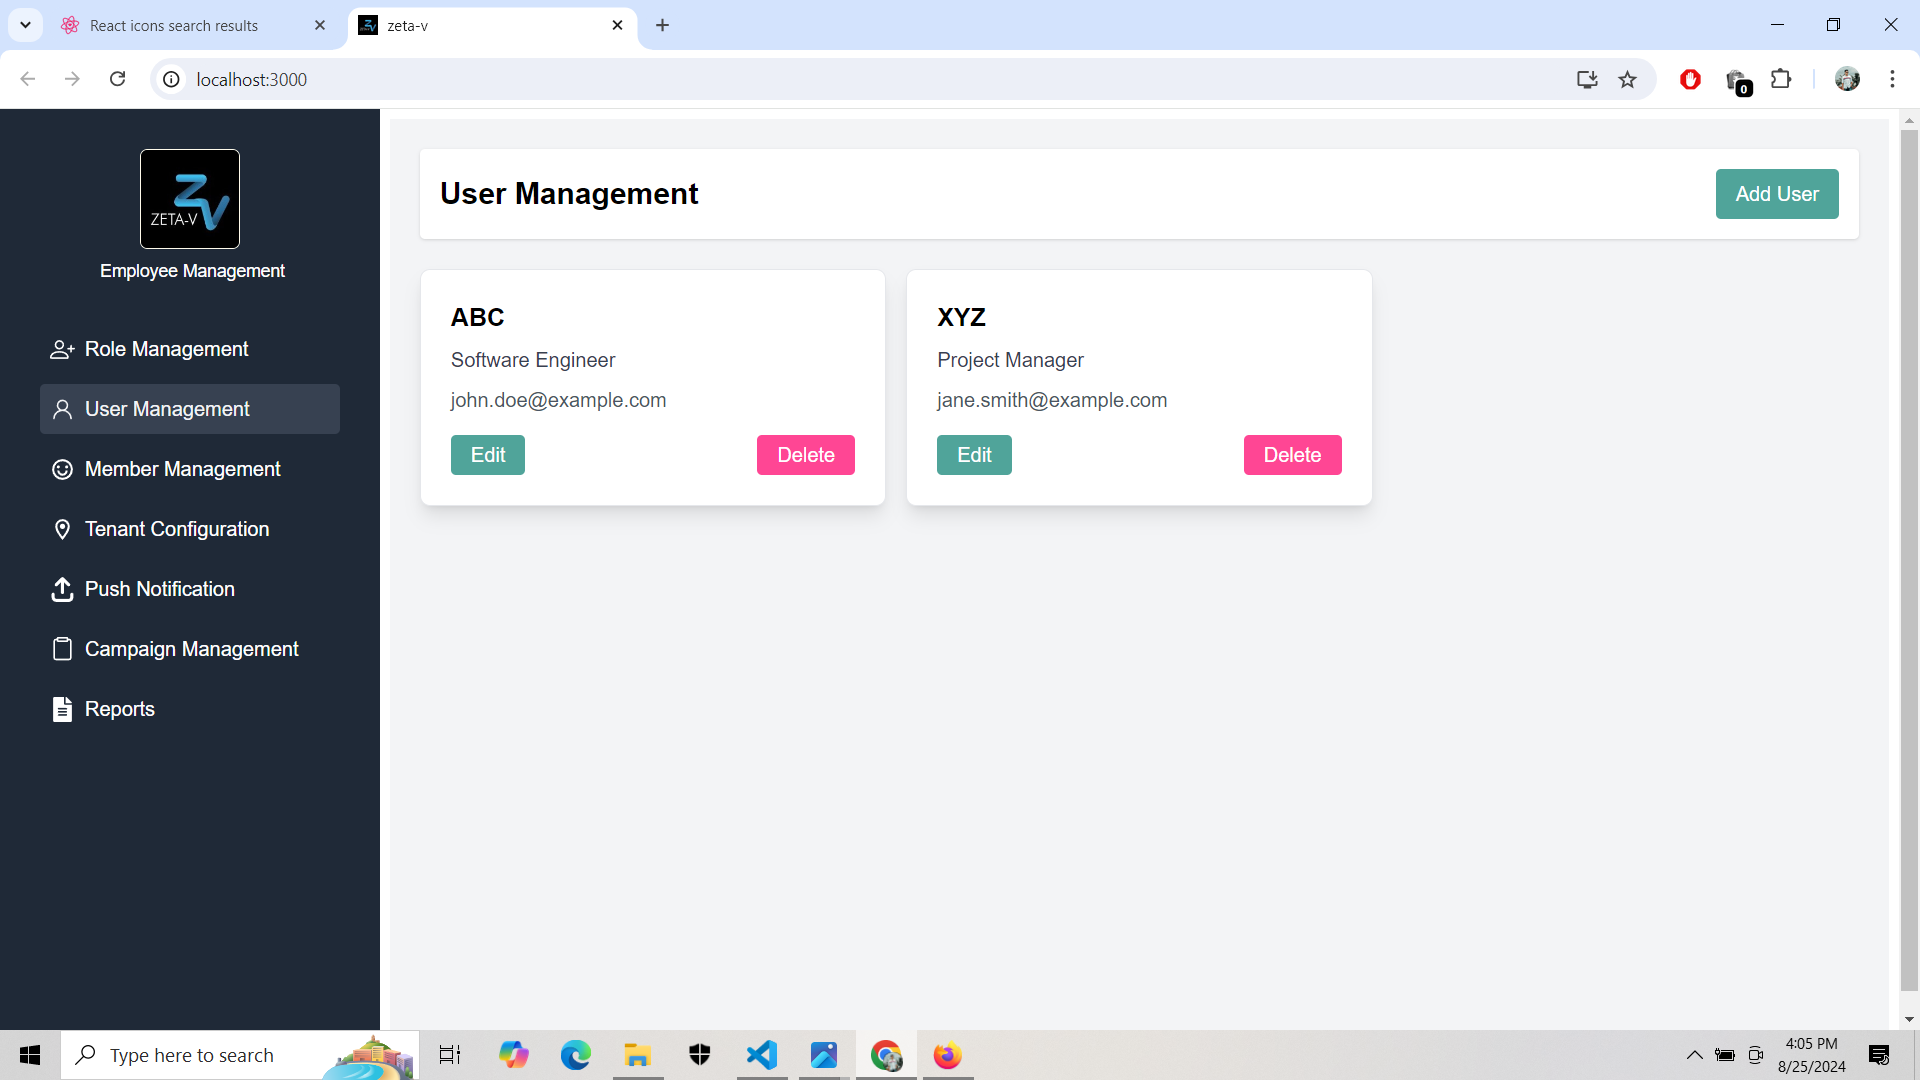 React icons search results
zeta-v
localhost:3000
0
ZV
ZETA-V
Employee Management
Role Management
User Management
Member Management
Tenant Configuration
Push Notification
Campaign Management
Reports
User Management
Add User
ABC
Software Engineer
john.doe@example.com
Edit
Delete
XYZ
Project Manager
jane.smith@example.com
Edit
Delete
Type here to search
4:05 PM
8/25/2024